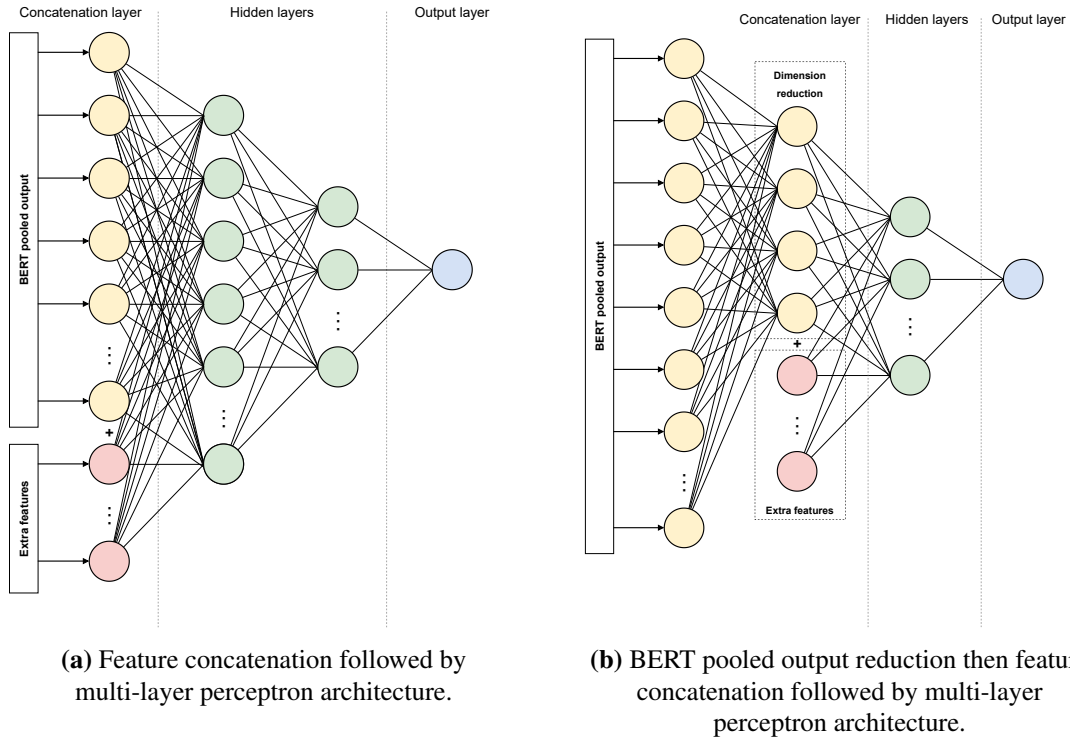 Concatenation layer
Hidden layers
Output layer
BERT pooled output
+
Extra features
(a) Feature concatenation followed by
multi-layer perceptron architecture.
Concatenation layer
Hidden layers
Output layer
BERT pooled output
Dimension
reduction
+
Extra features
(b) BERT pooled output reduction then featur
concatenation followed by multi-layer
perceptron architecture.